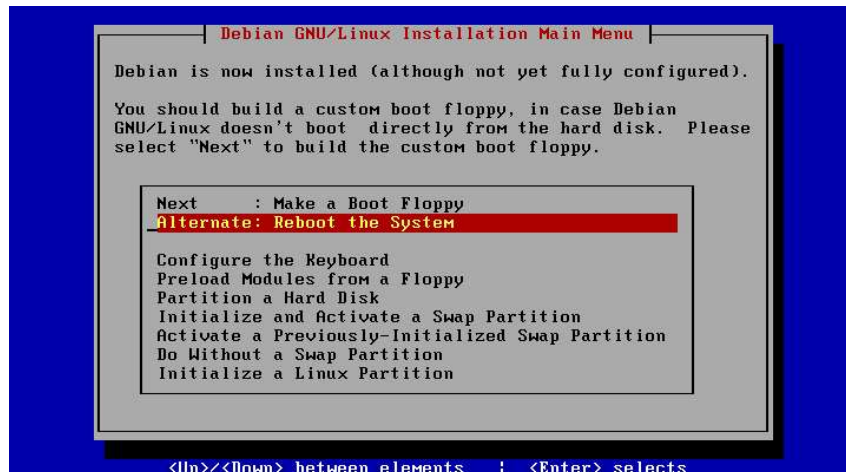 Debian GNU/Linux Installation Main Menu
Debian is now installed (although not yet fully configured).
You should build a custom boot floppy, in case Debian
GNU/Linux doesn't boot  directly from the hard disk.  Please
select "Next" to build the custom boot floppy.
Next      : Make a Boot Floppy
Alternate: Reboot the System
Configure the Keyboard
Preload Modules from a Floppy
Partition a Hard Disk
Initialize and Activate a Swap Partition
Activate a Previously-Initialized Swap Partition
Do Without a Swap Partition
Initialize a Linux Partition
<Up>/<Down> between elements   |  <Enter> selects